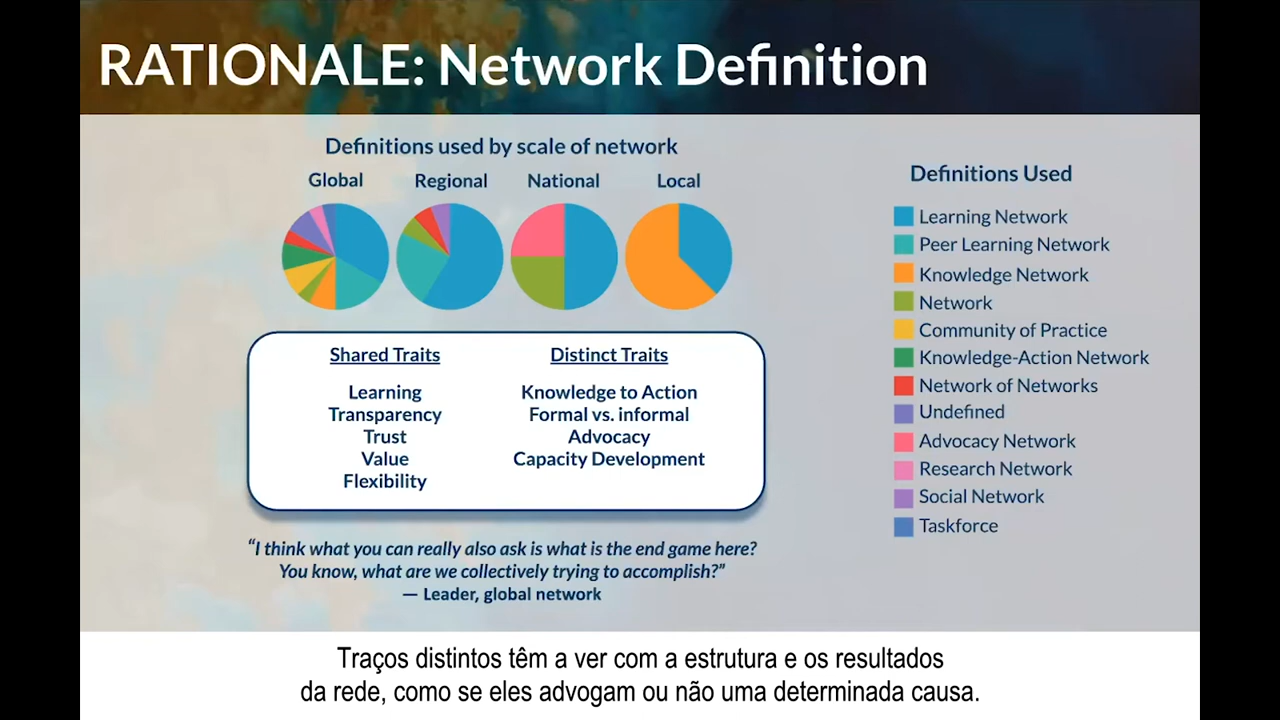 RATIONALE: Network Definition
Definitions used by scale of network
Global
Regional
National
Local
Shared Traits
Learning
Transparency
Trust
Value
Flexibility
Distinct Traits
Knowledge to Action
Formal vs. informal
Advocacy
Capacity Development
“I think what you can really also ask is what is the end game here?
You know, what are we collectively trying to accomplish?”
— Leader, global network
Definitions Used
Learning Network
Peer Learning Network
Knowledge Network
Network
Community of Practice
Knowledge-Action Network
Network of Networks
Undefined
Advocacy Network
Research Network
Social Network
Taskforce
Traços distintos têm a ver com a estrutura e os resultados
da rede, como se eles advogam ou não uma determinada causa.